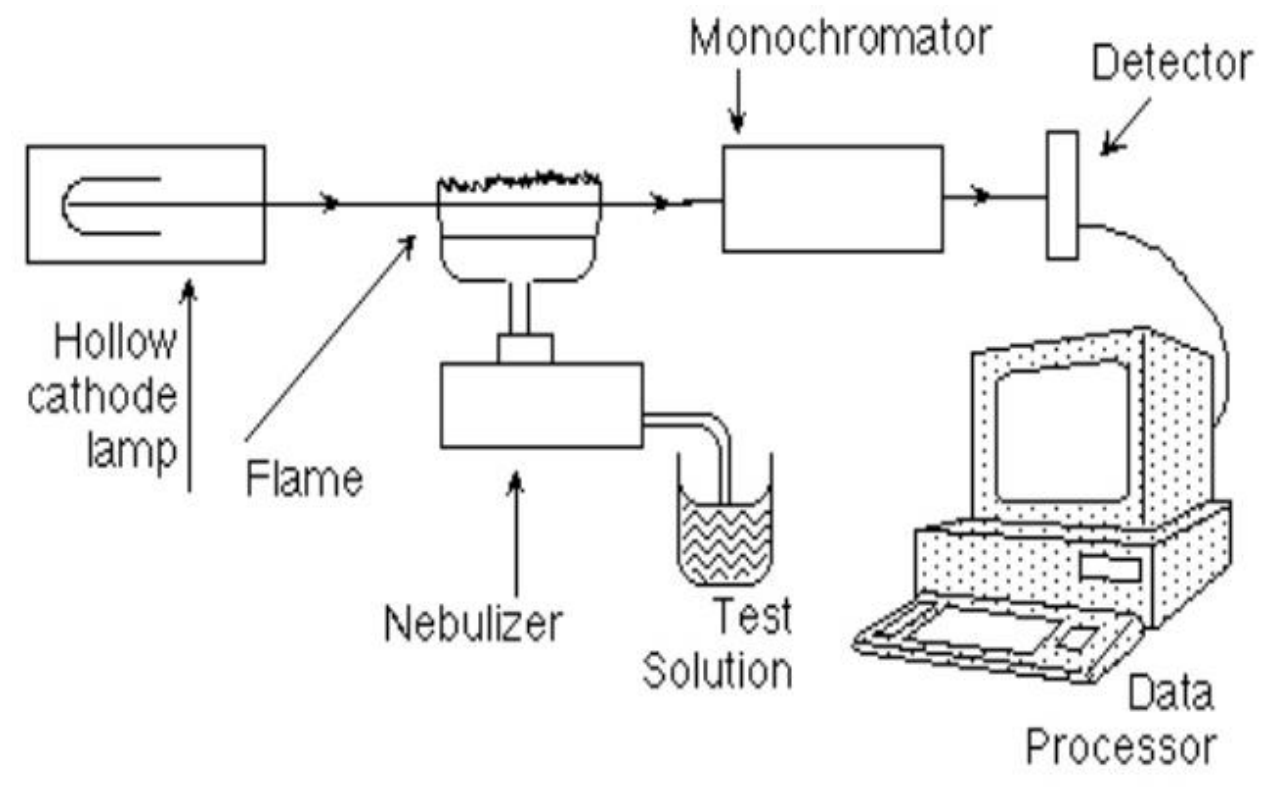 Monochromator
Detector
Hollow
cathode
lamp
Flame
Nebulizer
Test
Solution
Data
Processor